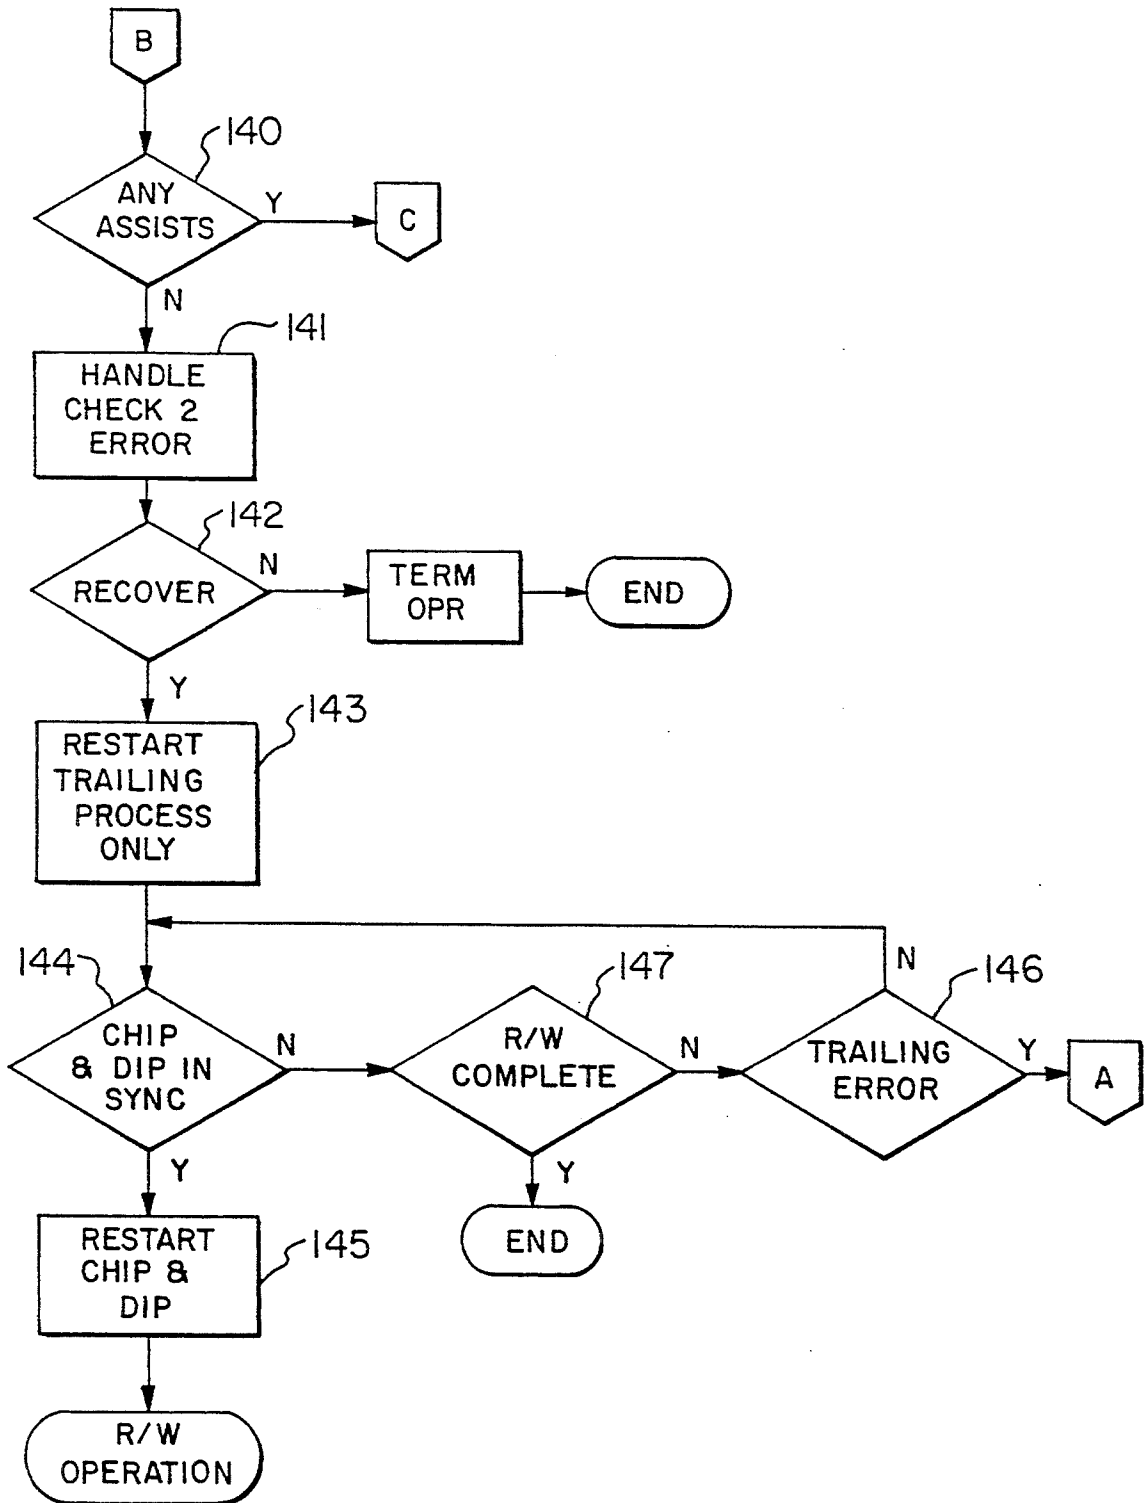 B
140
ANY
ASSISTS
Y
C
N
141
HANDLE
CHECK 2
ERROR
142
RECOVER
N
TERM
OPR
END
Y
143
RESTART
TRAILING
PROCESS
ONLY
144
CHIP
& DIP IN
SYNC
N
147
R/W
COMPLETE
N
146
TRAILING
ERROR
N
Y
A
Y
145
RESTART
CHIP &
DIP
Y
END
R/W
OPERATION